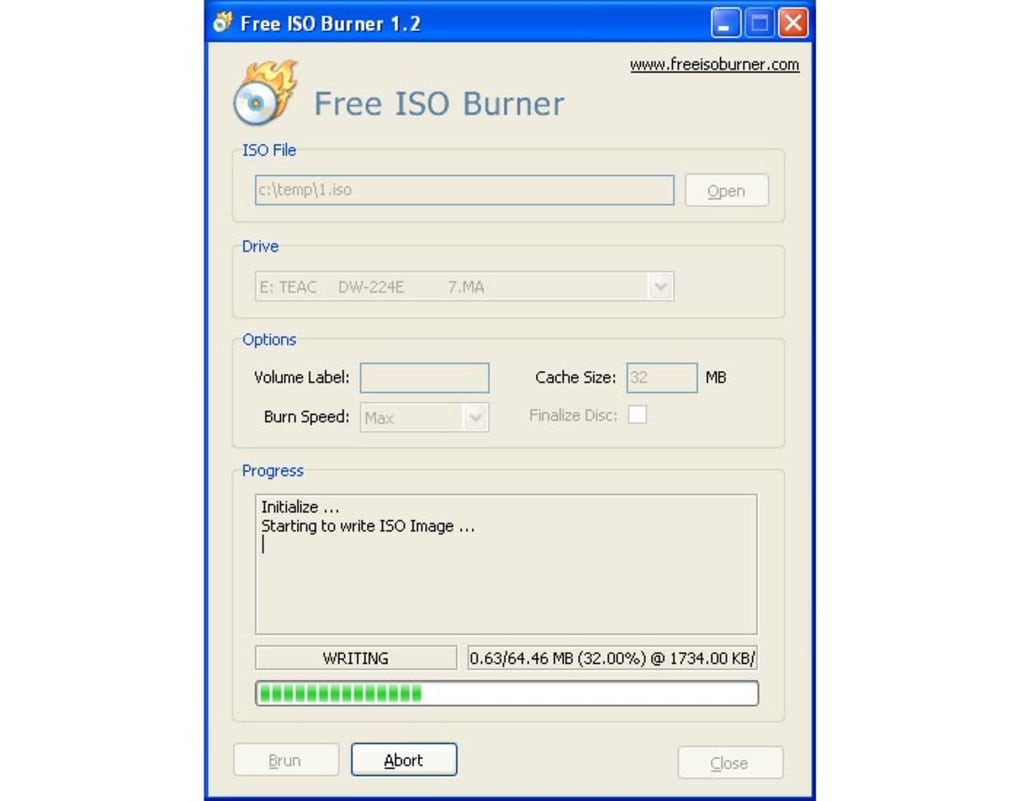 Free ISO Burner 1.2
www.freeisoburner.com
Free ISO Burner
ISO File
c:\temp\1.iso
Open
Drive
E: TEAC DW-224E 7.MA
Options
Volume Label:
Cache Size: 32 MB
Burn Speed: Max
Finalize Disc:
Progress
Initialize ...
Starting to write ISO Image ...
WRITING
0.63/64.46 MB (32.00%) @ 1734.00 KB/
Brun
Abort
Close